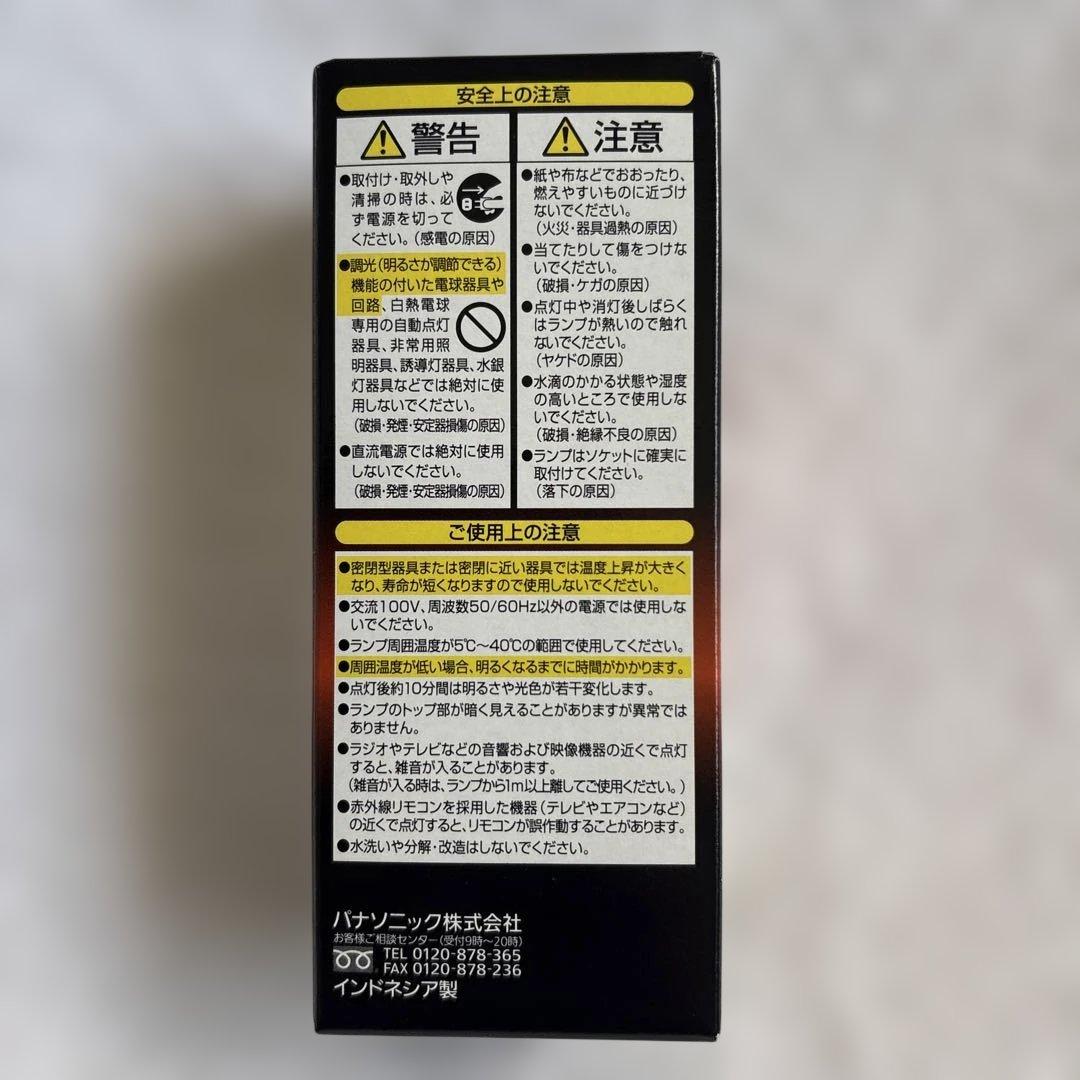 安全上の注意
警告
●取付け・取外しや
清掃の時は、必
ず電源を切って
ください。(感電の原因)
●調光(明るさが調節できる)
機能の付いた電球器具や
回路、白熱電球
専用の自動点灯
器具、非常用照
明器具、誘導灯器具、水銀
灯器具などでは絶対に使
用しないでください。
(破損・発煙・安定器損傷の原因)
●直流電源では絶対に使用
しないでください。
(破損・発煙・安定器損傷の原因)
注意
●紙や布などでおおったり、
燃えやすいものに近づけ
ないでください。
(火災・器具過熱の原因)
●当てたりして傷をつけな
いでください。
(破損・ケガの原因)
●点灯中や消灯後しばらく
はランプが熱いので触れ
ないでください。
(ヤケドの原因)
●水滴のかかる状態や湿度
の高いところで使用しな
いでください。
(破損・絶縁不良の原因)
●ランプはソケットに確実に
取付けてください。
(落下の原因)
ご使用上の注意
●密閉型器具または密閉に近い器具では温度上昇が大きく
なり、寿命が短くなりますので使用しないでください。
●交流100V、周波数50/60Hz以外の電源では使用しな
いでください。
●ランプ周囲温度が5℃〜40℃の範囲で使用してください。
●周囲温度が低い場合、明るくなるまでに時間がかかります。
●点灯後約10分間は明るさや光色が若干変化します。
●ランプのトップ部が暗く見えることがありますが異常では
ありません。
●ラジオやテレビなどの音響および映像機器の近くで点灯
すると、雑音が入ることがあります。
(雑音が入る時は、ランプから1m以上離してご使用ください。)
●赤外線リモコンを採用した機器(テレビやエアコンなど)
の近くで点灯すると、リモコンが誤作動することがあります。
●水洗いや分解・改造はしないでください。
パナソニック株式会社
お客様ご相談センター(受付9時〜20時)
TEL 0120-878-365
FAX 0120-878-236
インドネシア製